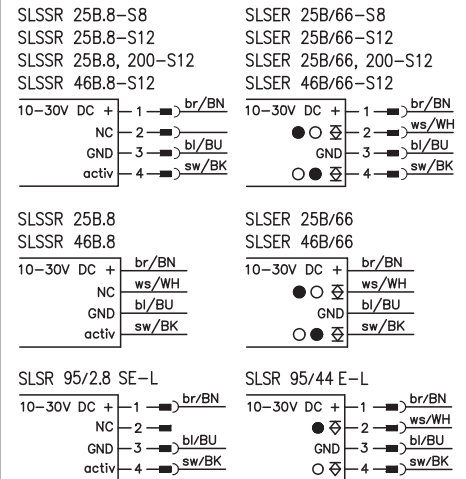 SLSSR 25B.8-S8
SLSSR 25B.8-S12
SLSSR 25B.8, 200-S12
SLSSR 46B.8-S12
10-30V DC + 1 br/BN
NC 2
GND 3 bl/BU
activ 4 sw/BK
SLSER 25B/66-S8
SLSER 25B/66-S12
SLSER 25B/66, 200-S12
SLSER 46B/66-S12
10-30V DC + 1 br/BN
2 ws/WH
GND 3 bl/BU
4 sw/BK
SLSSR 25B.8
SLSSR 46B.8
10-30V DC + br/BN
NC ws/WH
GND bl/BU
activ sw/BK
SLSER 25B/66
SLSER 46B/66
10-30V DC + br/BN
ws/WH
GND bl/BU
sw/BK
SLSR 95/2.8 SE-L
10-30V DC + 1 br/BN
NC 2
GND 3 bl/BU
activ 4 sw/BK
SLSR 95/44 E-L
10-30V DC + 1 br/BN
2 ws/WH
GND 3 bl/BU
4 sw/BK